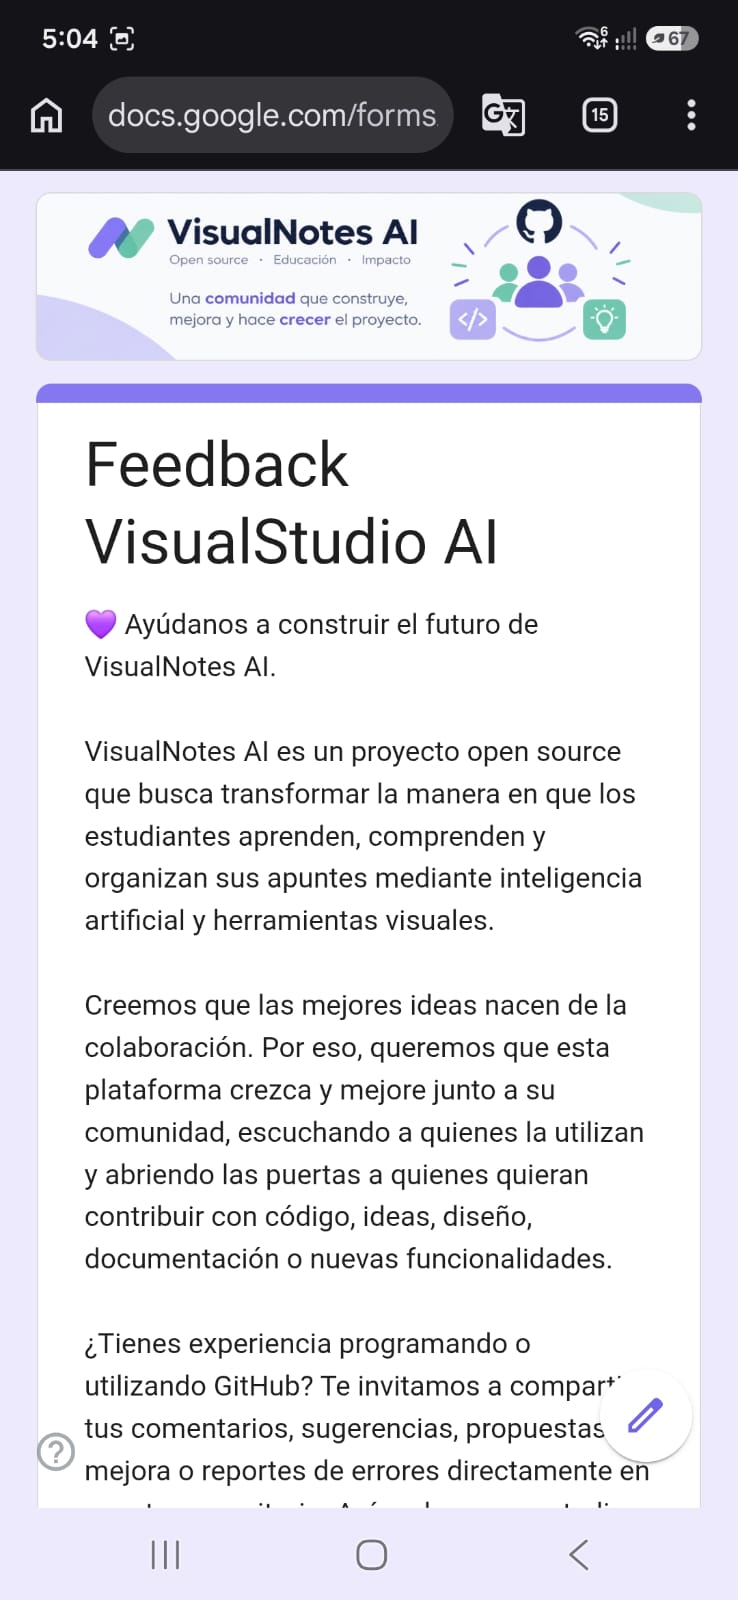 5:04
6
67
docs.google.com/forms
G
15
VisualNotes AI
Open source · Educación · Impacto
Una comunidad que construye,
mejora y hace crecer el proyecto.
</>
Feedback
VisualStudio AI
💜 Ayúdanos a construir el futuro de
VisualNotes AI.
VisualNotes AI es un proyecto open source
que busca transformar la manera en que los
estudiantes aprenden, comprenden y
organizan sus apuntes mediante inteligencia
artificial y herramientas visuales.
Creemos que las mejores ideas nacen de la
colaboración. Por eso, queremos que esta
plataforma crezca y mejore junto a su
comunidad, escuchando a quienes la utilizan
y abriendo las puertas a quienes quieran
contribuir con código, ideas, diseño,
documentación o nuevas funcionalidades.
¿Tienes experiencia programando o
utilizando GitHub? Te invitamos a
tus comentarios, sugerencias, propuestas
?
mejora o reportes de errores directamente en